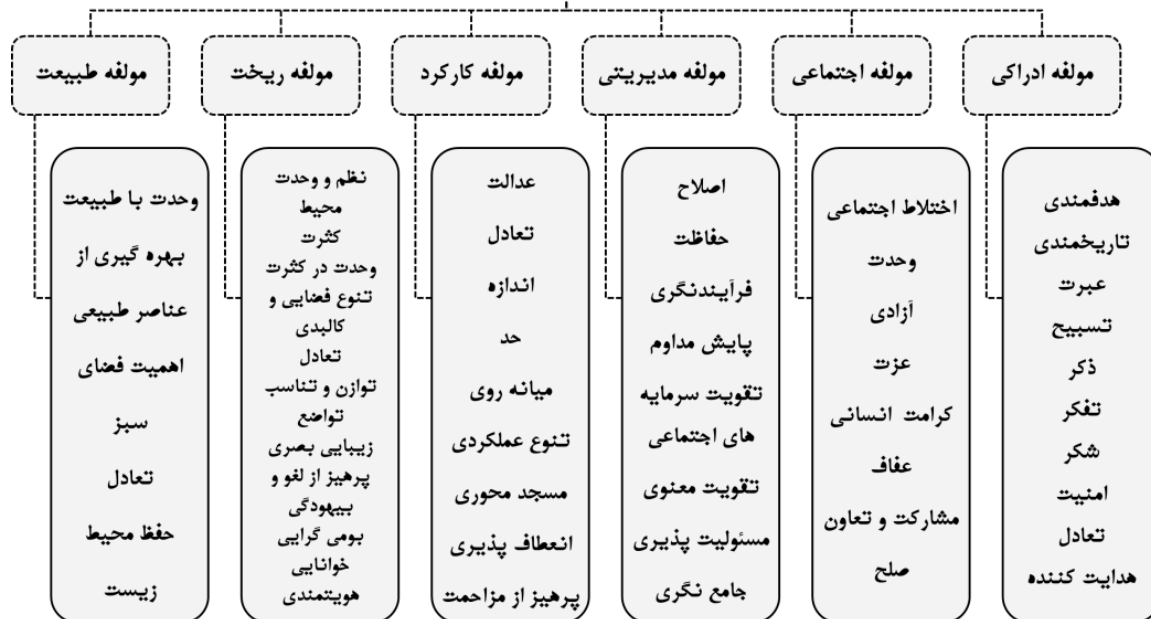 مولفه ادراکی
مولفه اجتماعی
مولفه مدیریتی
مولفه کارکرد
مولفه ریخت
مولفه طبیعت
هدفمندی
تاریخمندی
عبرت
تسبیح
ذکر
تفکر
شکر
امنیت
تعادل
هدایت کننده
اختلاط اجتماعی
وحدت
آزادی
عزت
کرامت انسانی
عفاف
مشارکت و تعاون
صلح
اصلاح
حفاظت
فرآیندنگری
پایش مداوم
تقویت سرمایه
های اجتماعی
تقویت معنوی
مسئولیت پذیری
جامع نگری
عدالت
تعادل
اندازه
حد
میانه روی
تنوع عملکردی
مسجد محوری
انعطاف پذیری
پرهیز از مزاحمت
نظم و وحدت
محیط
کثرت
وحدت در کثرت
تنوع فضایی و
کالبدی
تعادل
توازن و تناسب
تواضع
زیبایی بصری
پرهیز از لغو و
بیهودگی
بومی گرایی
خوانایی
هویتمندی
وحدت با طبیعت
بهره گیری از
عناصر طبیعی
اهمیت فضای
سبز
تعادل
حفظ محیط
زیست